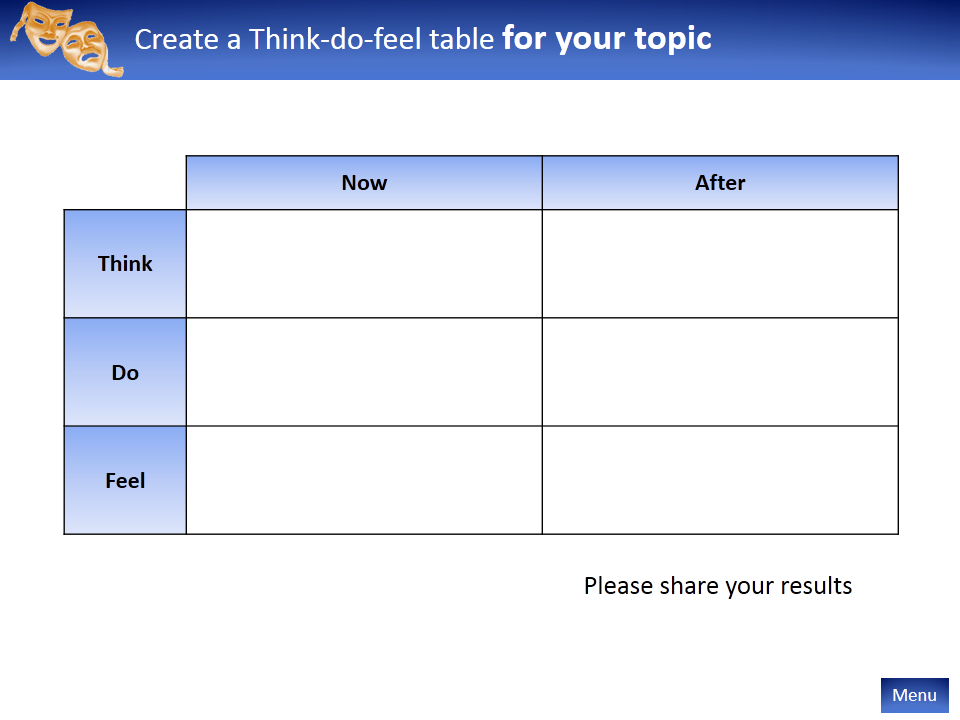 Create a Think-do-feel table for your topic
Now After
Think
Do
Feel
Please share your results
Menu